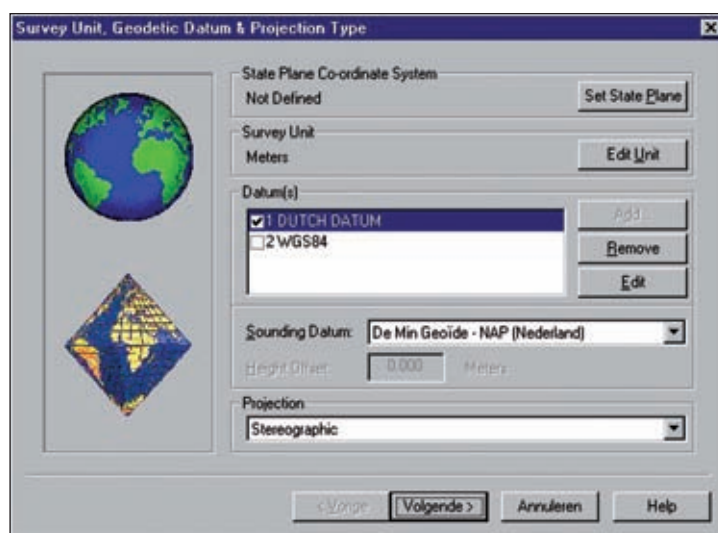 Survey Unit, Geodetic Datum & Projection Type
State Plane Co-ordinate System
Not Defined
Set State Plane
Survey Unit
Meters
Edit Unit
Datum(s)
1 DUTCH DATUM
2 WGS84
Add...
Remove
Edit
Sounding Datum:
De Min Geoïde - NAP (Nederland)
Height Offset:
0.000
Meters
Projection
Stereographic
< Vorige
Volgende >
Annuleren
Help